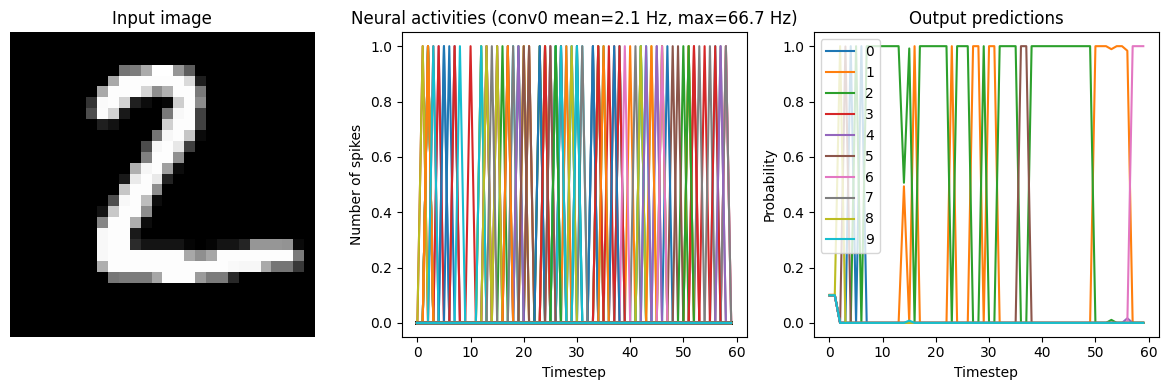 Input image
2
Neural activities (conv0 mean=2.1 Hz, max=66.7 Hz)
Number of spikes
1.0
0.8
0.6
0.4
0.2
0.0
0 10 20 30 40 50 60
Timestep
Output predictions
Probability
1.0
0.8
0.6
0.4
0.2
0.0
0
1
2
3
4
5
6
7
8
9
0 10 20 30 40 50 60
Timestep